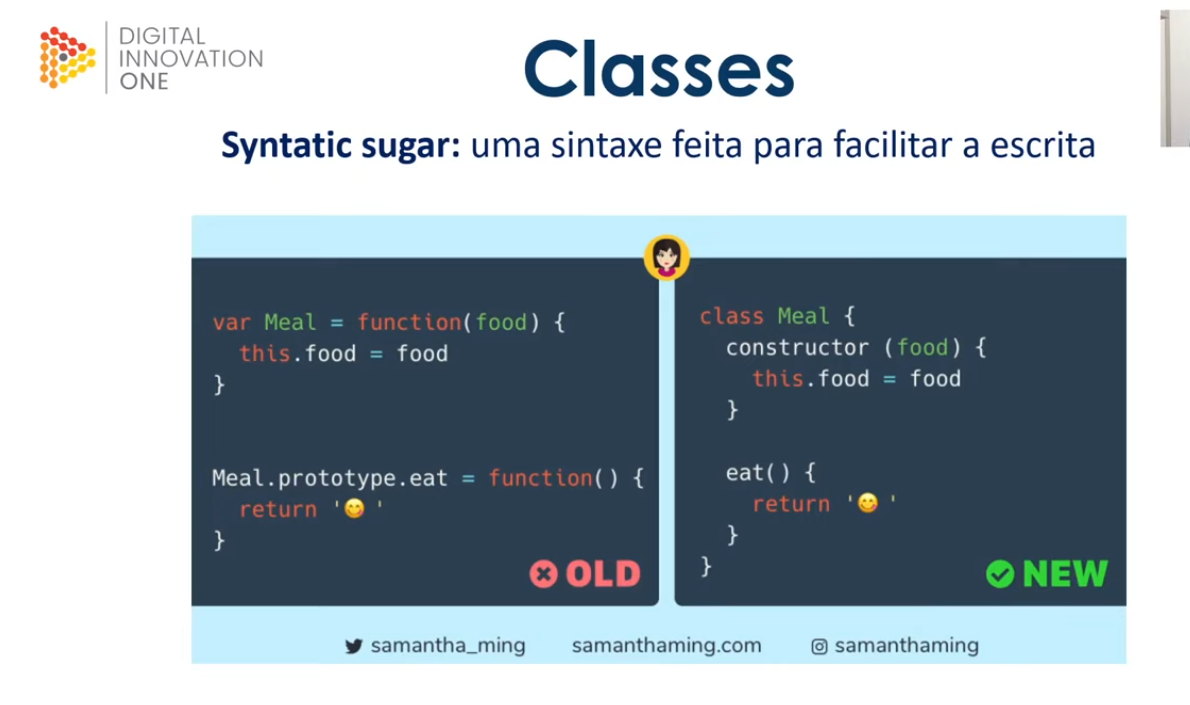 DIGITAL
INNOVATION
ONE
Classes
Syntatic sugar: uma sintaxe feita para facilitar a escrita
var Meal = function(food) {
  this.food = food
}
Meal.prototype.eat = function() {
  return '😋 '
}
OLD
class Meal {
  constructor (food) {
    this.food = food
  }
  eat() {
    return '😋 '
  }
}
NEW
samantha_ming
samanthaming.com
samanthaming